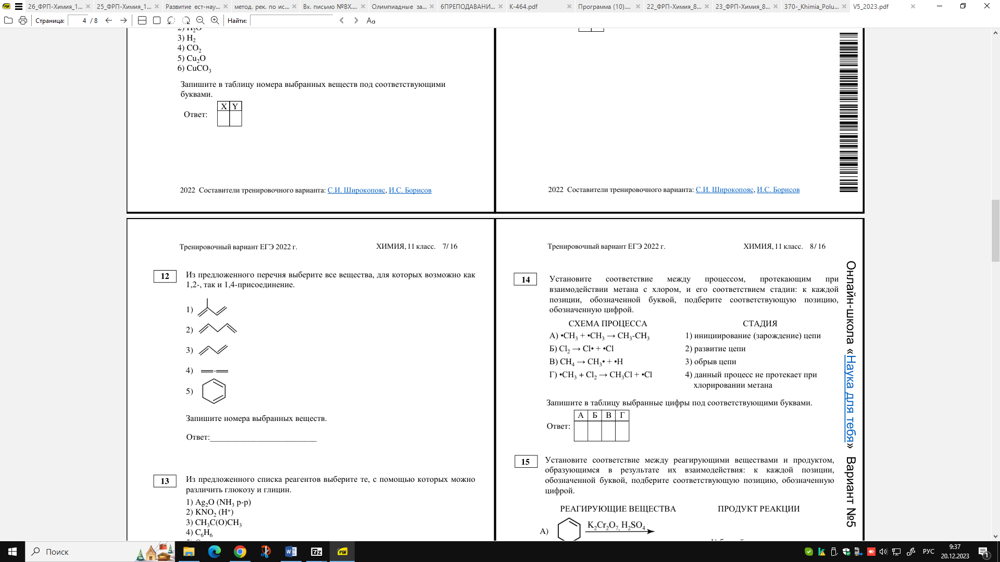 26_ФРП-Химия_1...
25_ФРП-Химия_1...
Развитие ест-нау...
метод. рек. по ис...
Вх. письмо №ВХ....
Олимпиадные за...
6ПРЕПОДАВАНИ...
К-464.pdf
Программа (10)....
22_ФРП-Химия_8...
23_ФРП-Химия_8...
370-_Khimia_Polu...
V5_2023.pdf
Страница: 4 / 8
Найти:
Aa
2) H₂O
3) H₂
4) CO₂
5) Cu₂O
6) CuCO₃
Запишите в таблицу номера выбранных веществ под соответствующими
буквами.
X Y
Ответ:
2022 Составители тренировочного варианта: С.И. Широкопояс, И.С. Борисов
2022 Составители тренировочного варианта: С.И. Широкопояс, И.С. Борисов
Тренировочный вариант ЕГЭ 2022 г. ХИМИЯ, 11 класс. 7/ 16
12
Из предложенного перечня выберите все вещества, для которых возможно как
1,2-, так и 1,4-присоединение.
1)
2)
3)
4)
5)
Запишите номера выбранных веществ.
Ответ:__________________________
13
Из предложенного списка реагентов выберите те, с помощью которых можно
различить глюкозу и глицин.
1) Ag₂O (NH₃ р-р)
2) KNO₂ (H⁺)
3) CH₃C(O)CH₃
4) C₆H₆
Тренировочный вариант ЕГЭ 2022 г. ХИМИЯ, 11 класс. 8/ 16
14
Установите соответствие между процессом, протекающим при
взаимодействии метана с хлором, и его соответствием стадии: к каждой
позиции, обозначенной буквой, подберите соответствующую позицию,
обозначенную цифрой.
СХЕМА ПРОЦЕССА СТАДИЯ
А) •CH₃ + •CH₃ → CH₃-CH₃ 1) инициирование (зарождение) цепи
Б) Cl₂ → Cl• + •Cl 2) развитие цепи
В) CH₄ → CH₃• + •H 3) обрыв цепи
Г) •CH₃ + Cl₂ → CH₃Cl + •Cl 4) данный процесс не протекает при
хлорировании метана
Запишите в таблицу выбранные цифры под соответствующими буквами.
А Б В Г
Ответ:
15
Установите соответствие между реагирующими веществами и продуктом,
образующимся в результате их взаимодействия: к каждой позиции,
обозначенной буквой, подберите соответствующую позицию, обозначенную
цифрой.
РЕАГИРУЮЩИЕ ВЕЩЕСТВА ПРОДУКТ РЕАКЦИИ
А)
K₂Cr₂O₇, H₂SO₄
Онлайн-школа «Наука для тебя» Вариант №5
Поиск
РУС
9:37
20.12.2023
1